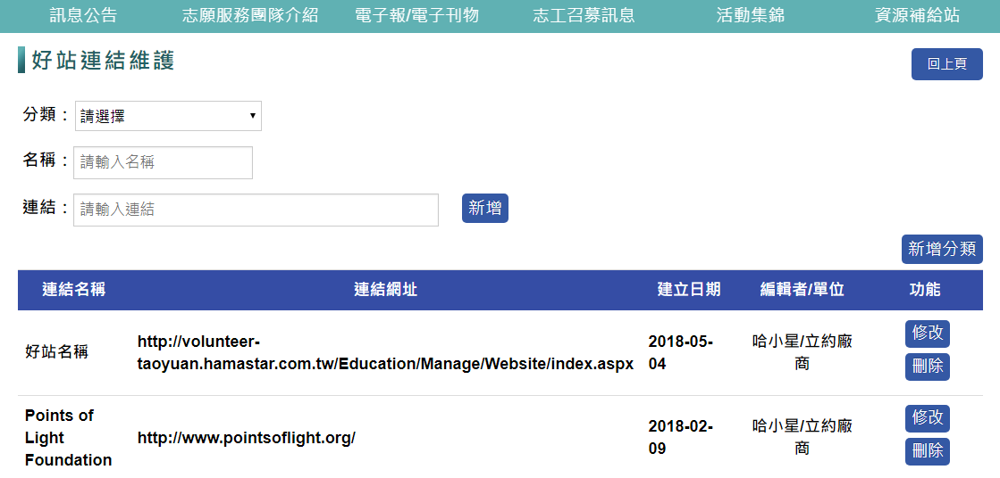 訊息公告 志願服務團隊介紹 電子報/電子刊物 志工召募訊息 活動集錦 資源補給站
好站連結維護
回上頁
分類：
請選擇
名稱：
請輸入名稱
連結：
請輸入連結
新增
新增分類
連結名稱 連結網址 建立日期 編輯者/單位 功能
好站名稱
http://volunteer-
taoyuan.hamastar.com.tw/Education/Manage/Website/index.aspx
2018-05-
04
哈小星/立約廠
商
修改
刪除
Points of
Light
Foundation
http://www.pointsoflight.org/
2018-02-
09
哈小星/立約廠
商
修改
刪除